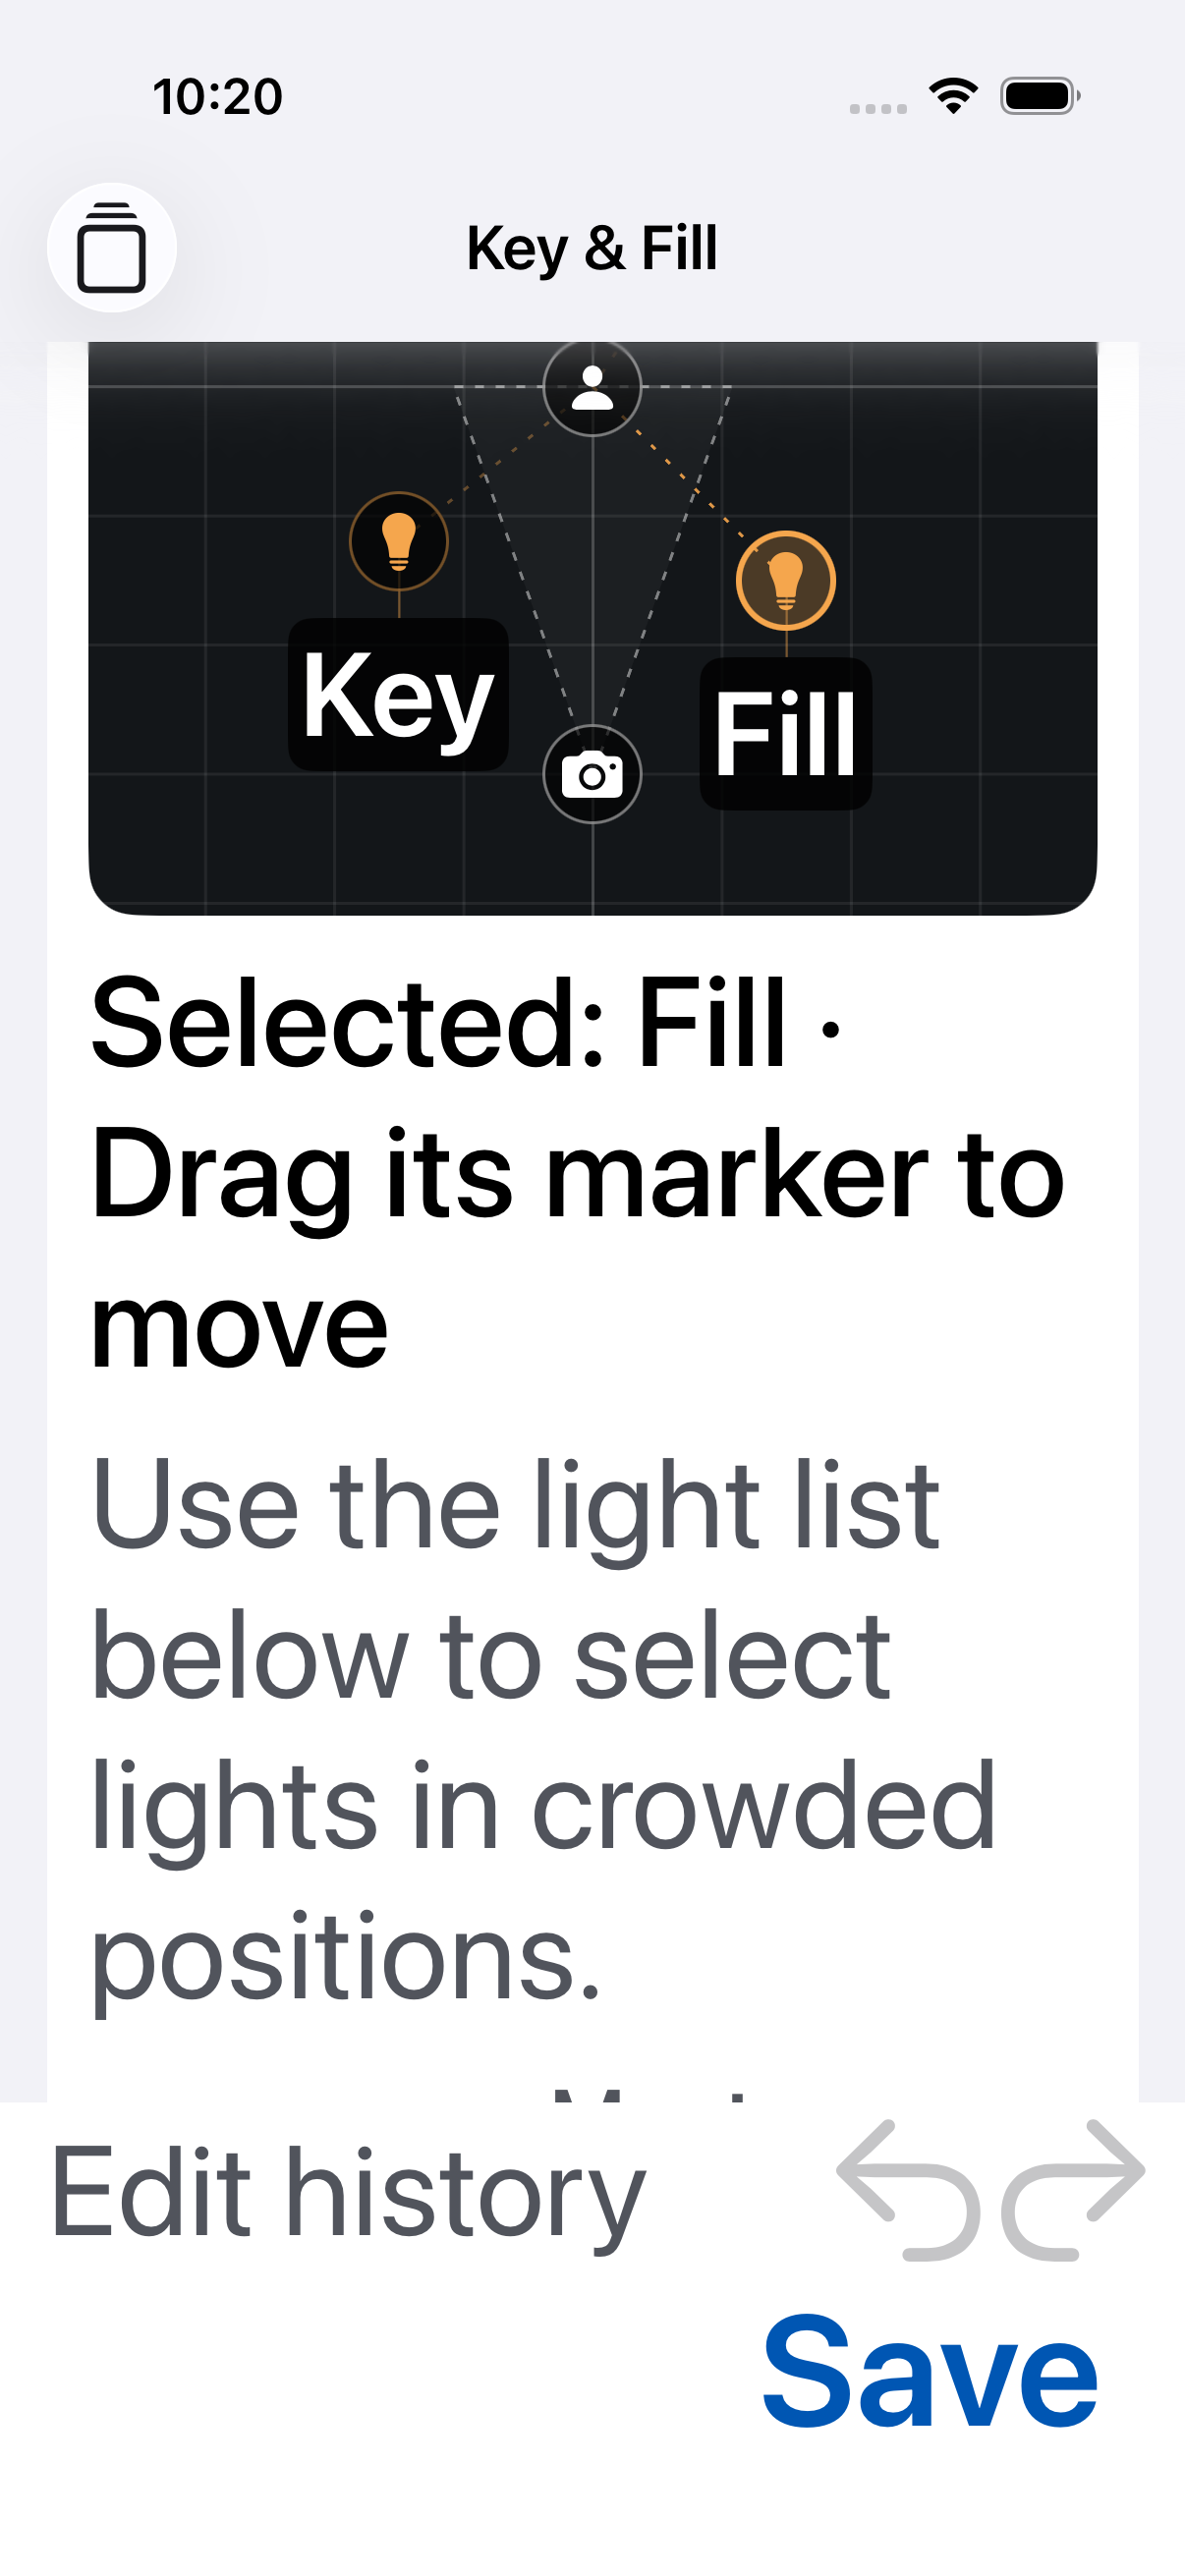 10:20
Key & Fill
Key
Fill
Selected: Fill ·
Drag its marker to
move
Use the light list
below to select
lights in crowded
positions.
Edit history
Save